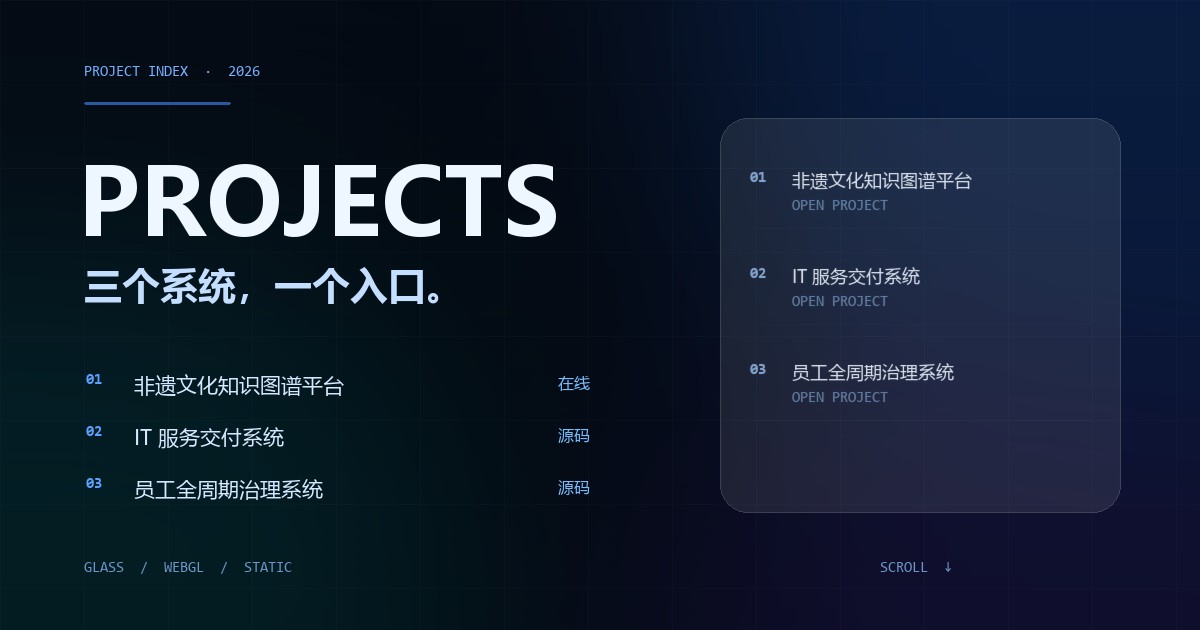 PROJECT INDEX · 2026
PROJECTS
三个系统，一个入口。
01 非遗文化知识图谱平台 在线
02 IT 服务交付系统 源码
03 员工全周期治理系统 源码
GLASS / WEBGL / STATIC
01 非遗文化知识图谱平台
OPEN PROJECT
02 IT 服务交付系统
OPEN PROJECT
03 员工全周期治理系统
OPEN PROJECT
SCROLL ↓